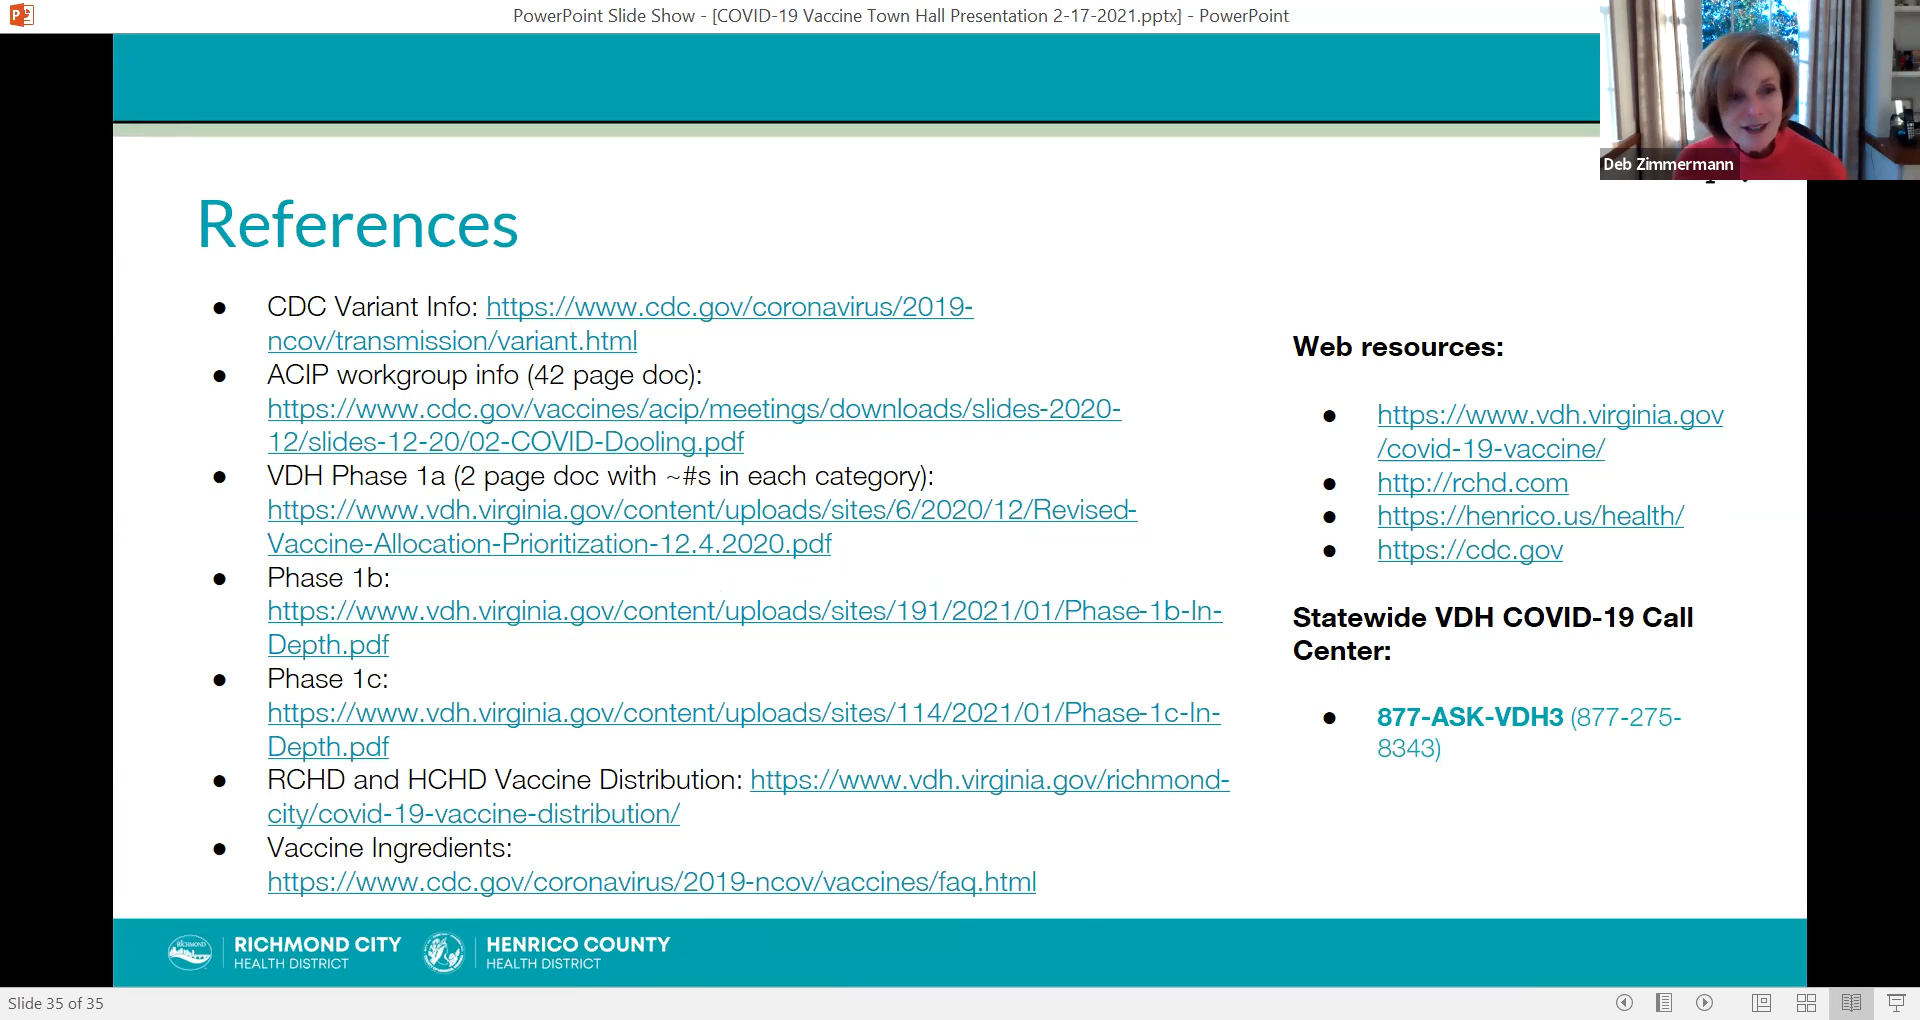 PowerPoint Slide Show - [COVID-19 Vaccine Town Hall Presentation 2-17-2021.pptx] - PowerPoint
Deb Zimmermann
References
● CDC Variant Info: https://www.cdc.gov/coronavirus/2019-
ncov/transmission/variant.html
● ACIP workgroup info (42 page doc):
https://www.cdc.gov/vaccines/acip/meetings/downloads/slides-2020-
12/slides-12-20/02-COVID-Dooling.pdf
● VDH Phase 1a (2 page doc with ~#s in each category):
https://www.vdh.virginia.gov/content/uploads/sites/6/2020/12/Revised-
Vaccine-Allocation-Prioritization-12.4.2020.pdf
● Phase 1b:
https://www.vdh.virginia.gov/content/uploads/sites/191/2021/01/Phase-1b-In-
Depth.pdf
● Phase 1c:
https://www.vdh.virginia.gov/content/uploads/sites/114/2021/01/Phase-1c-In-
Depth.pdf
● RCHD and HCHD Vaccine Distribution: https://www.vdh.virginia.gov/richmond-
city/covid-19-vaccine-distribution/
● Vaccine Ingredients:
https://www.cdc.gov/coronavirus/2019-ncov/vaccines/faq.html
Web resources:
● https://www.vdh.virginia.gov
/covid-19-vaccine/
● http://rchd.com
● https://henrico.us/health/
● https://cdc.gov
Statewide VDH COVID-19 Call
Center:
● 877-ASK-VDH3 (877-275-
8343)
RICHMOND
RICHMOND CITY
HEALTH DISTRICT
HENRICO COUNTY
HEALTH DISTRICT
Slide 35 of 35